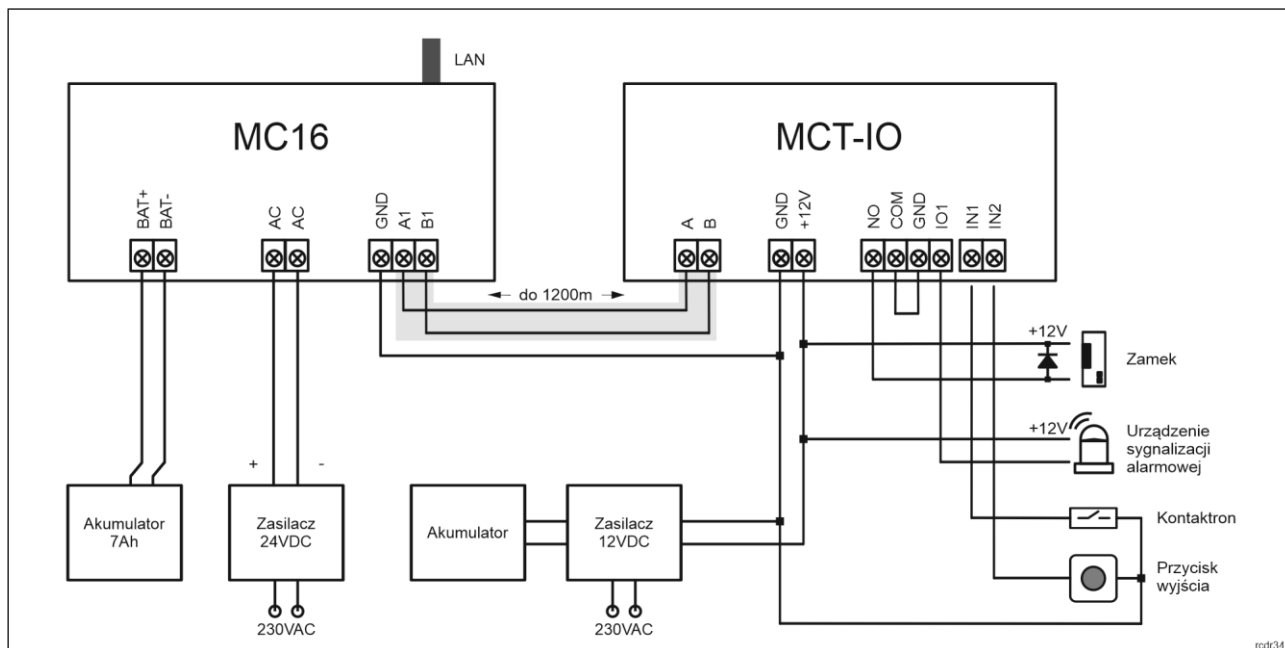 LAN
MC16
MCT-IO
BAT+
BAT-
AC
AC
GND
A1
B1
A
B
GND
+12V
NO
COM
GND
IO1
IN1
IN2
do 1200m
+12V
Zamek
+12V
Urządzenie
sygnalizacji
alarmowej
+
-
Akumulator
7Ah
Zasilacz
24VDC
Akumulator
Zasilacz
12VDC
Kontaktron
Przycisk
wyjścia
230VAC
230VAC
rcdr34